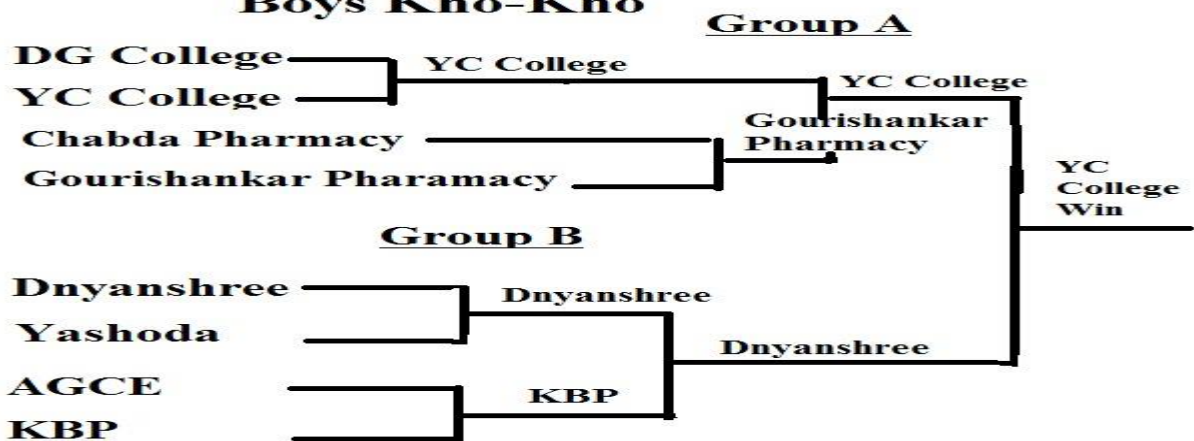 Boys Kho-Kho
Group A
DG College
YC College
YC College
YC College
Chabda Pharmacy
Gourishankar
Pharmacy
Gourishankar Pharamacy
YC
College
Win
Group B
Dnyanshree
Dnyanshree
Yashoda
Dnyanshree
AGCE
KBP
KBP